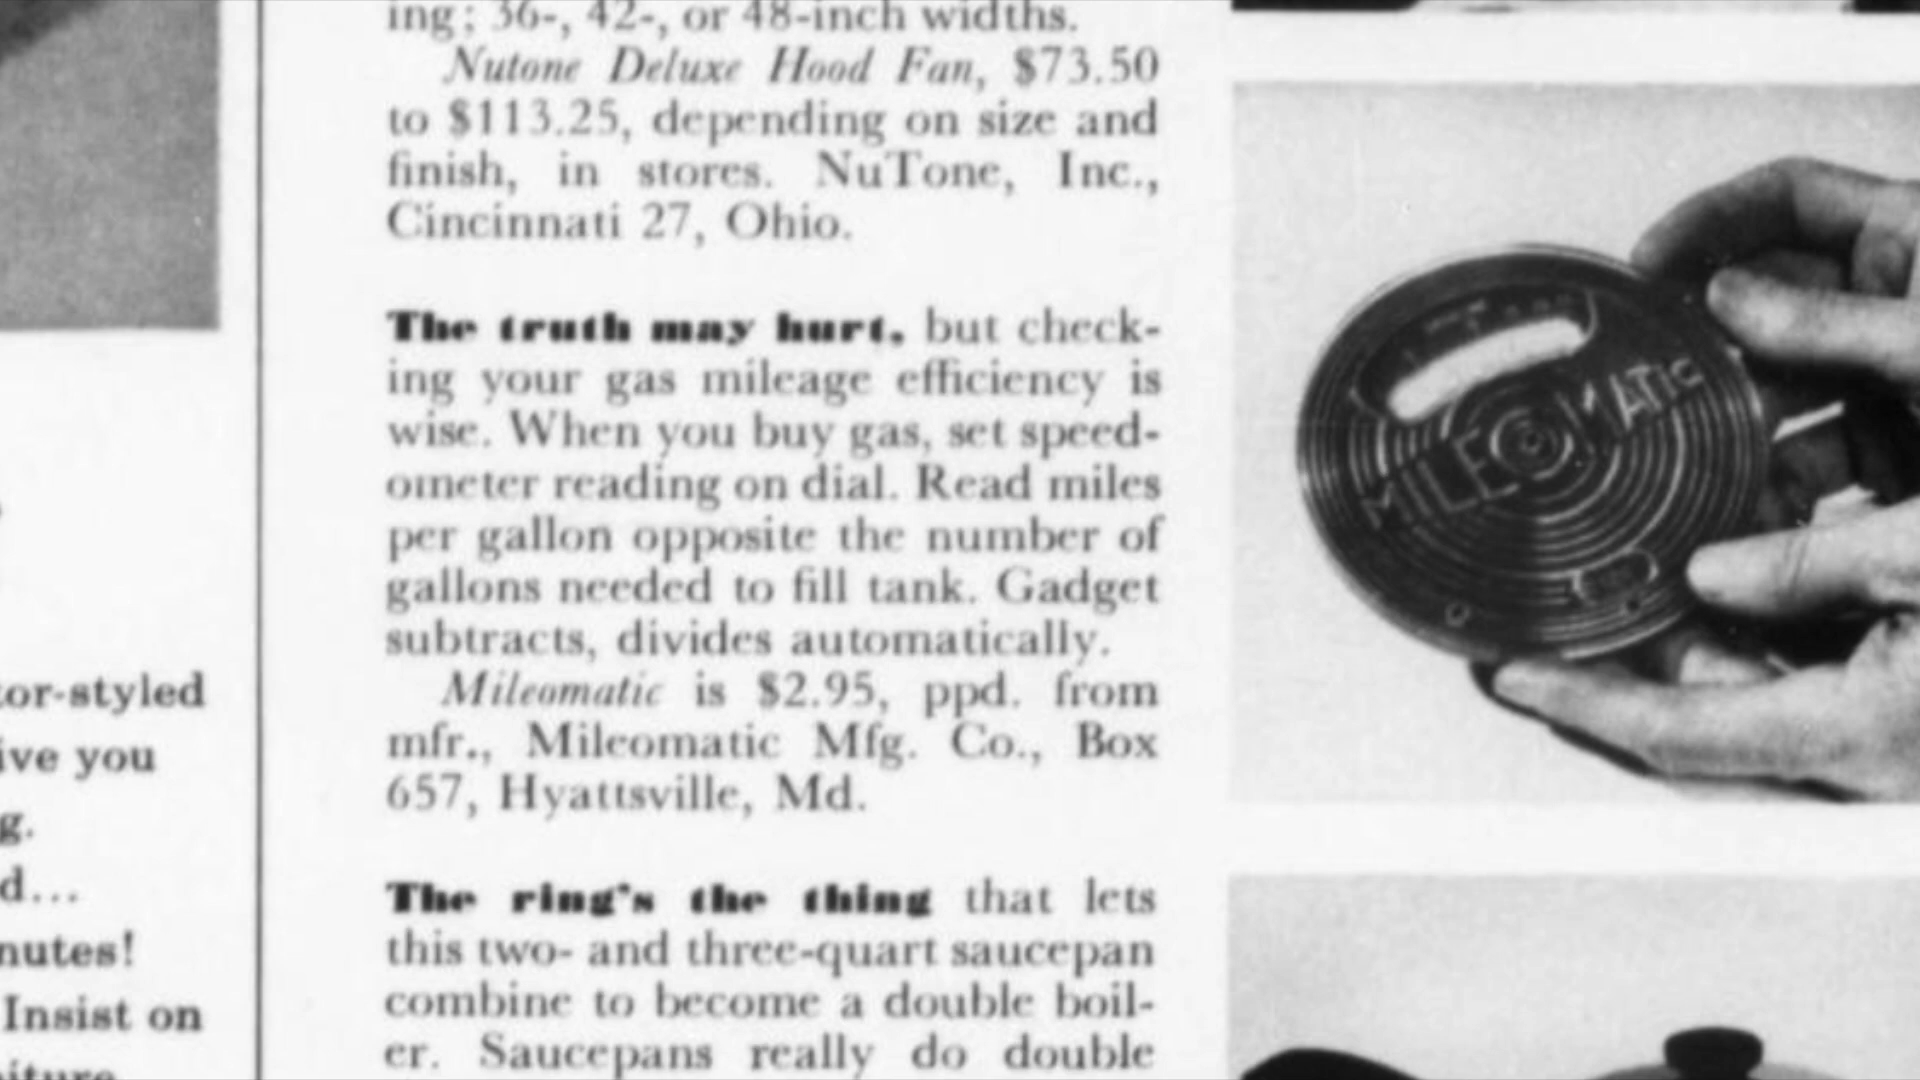 ing; 36-, 42-, or 48-inch widths.
Nutone Deluxe Hood Fan, $73.50
to $113.25, depending on size and
finish, in stores. NuTone, Inc.,
Cincinnati 27, Ohio.
The truth may hurt, but check-
ing your gas mileage efficiency is
wise. When you buy gas, set speed-
ometer reading on dial. Read miles
per gallon opposite the number of
gallons needed to fill tank. Gadget
subtracts, divides automatically.
Mileomatic is $2.95, ppd. from
mfr., Mileomatic Mfg. Co., Box
657, Hyattsville, Md.
The ring's the thing that lets
this two- and three-quart saucepan
combine to become a double boil-
er. Saucepans really do double
tor-styled
ive you
g.
d...
nutes!
Insist on
MILEOMATIC